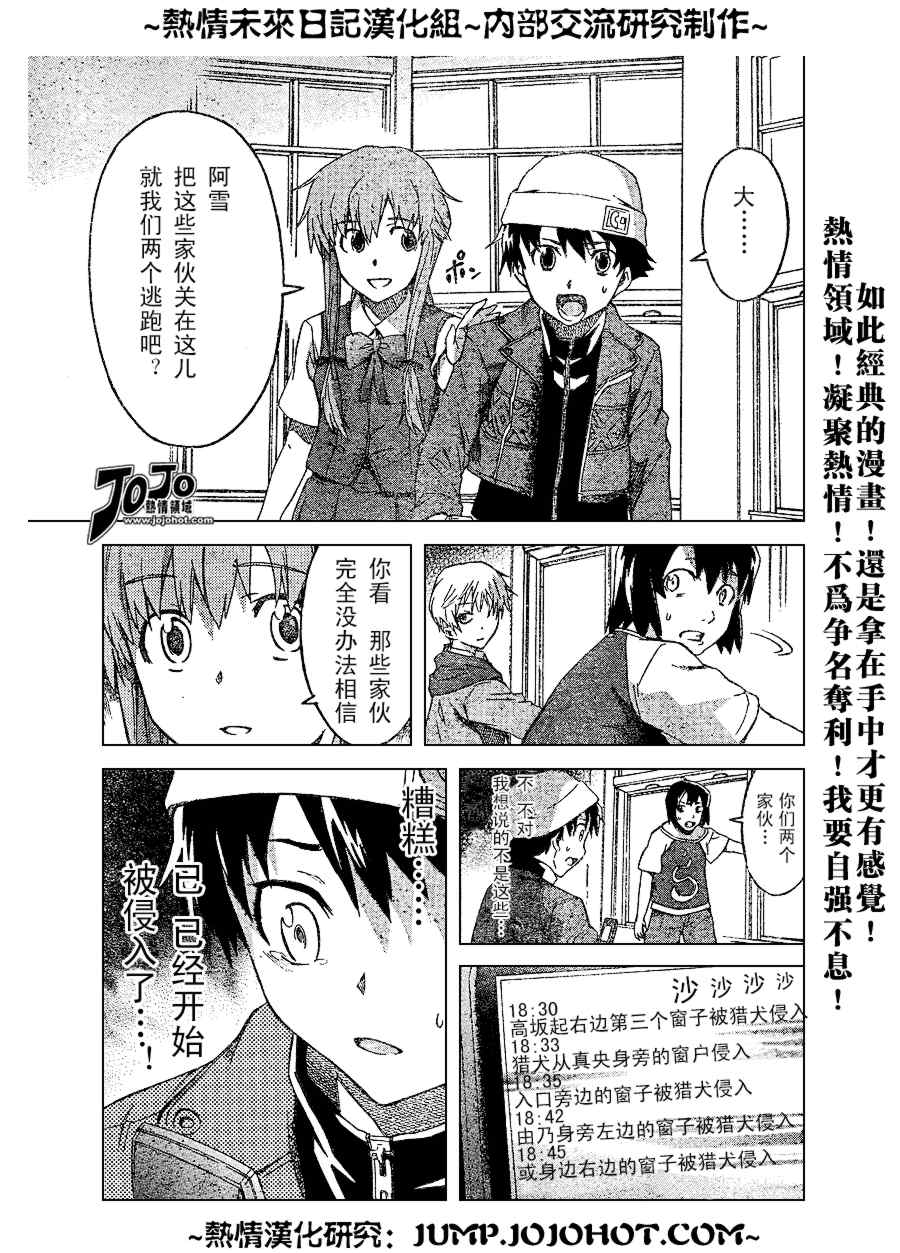 ~熱情未來日記漢化組~内部交流研究制作~
大……
阿雪
把这些家伙关在这儿
就我们两个逃跑吧？
ポン
KG
JOJO
熱情領域
www.jojohot.com
如此經典的漫畫！還是拿在手中才更有感覺！
熱情領域！凝聚熱情！不爲争名奪利！我要自强不息！
你看 那些家伙
完全没办法相信
你们两个
家伙…
不 不对
我想说的不是这些…
S
糟糕……
已 已经开始
被侵入了……！
沙沙沙沙
18:30
高坂起右边第三个窗子被猎犬侵入
18:33
猎犬从真央身旁的窗户侵入
18:35
入口旁边的窗子被猎犬侵入
18:42
由乃身旁左边的窗子被猎犬侵入
18:45
或身边右边的窗子被猎犬侵入
~熱情漢化研究：JUMP.JOJOHOT.COM~